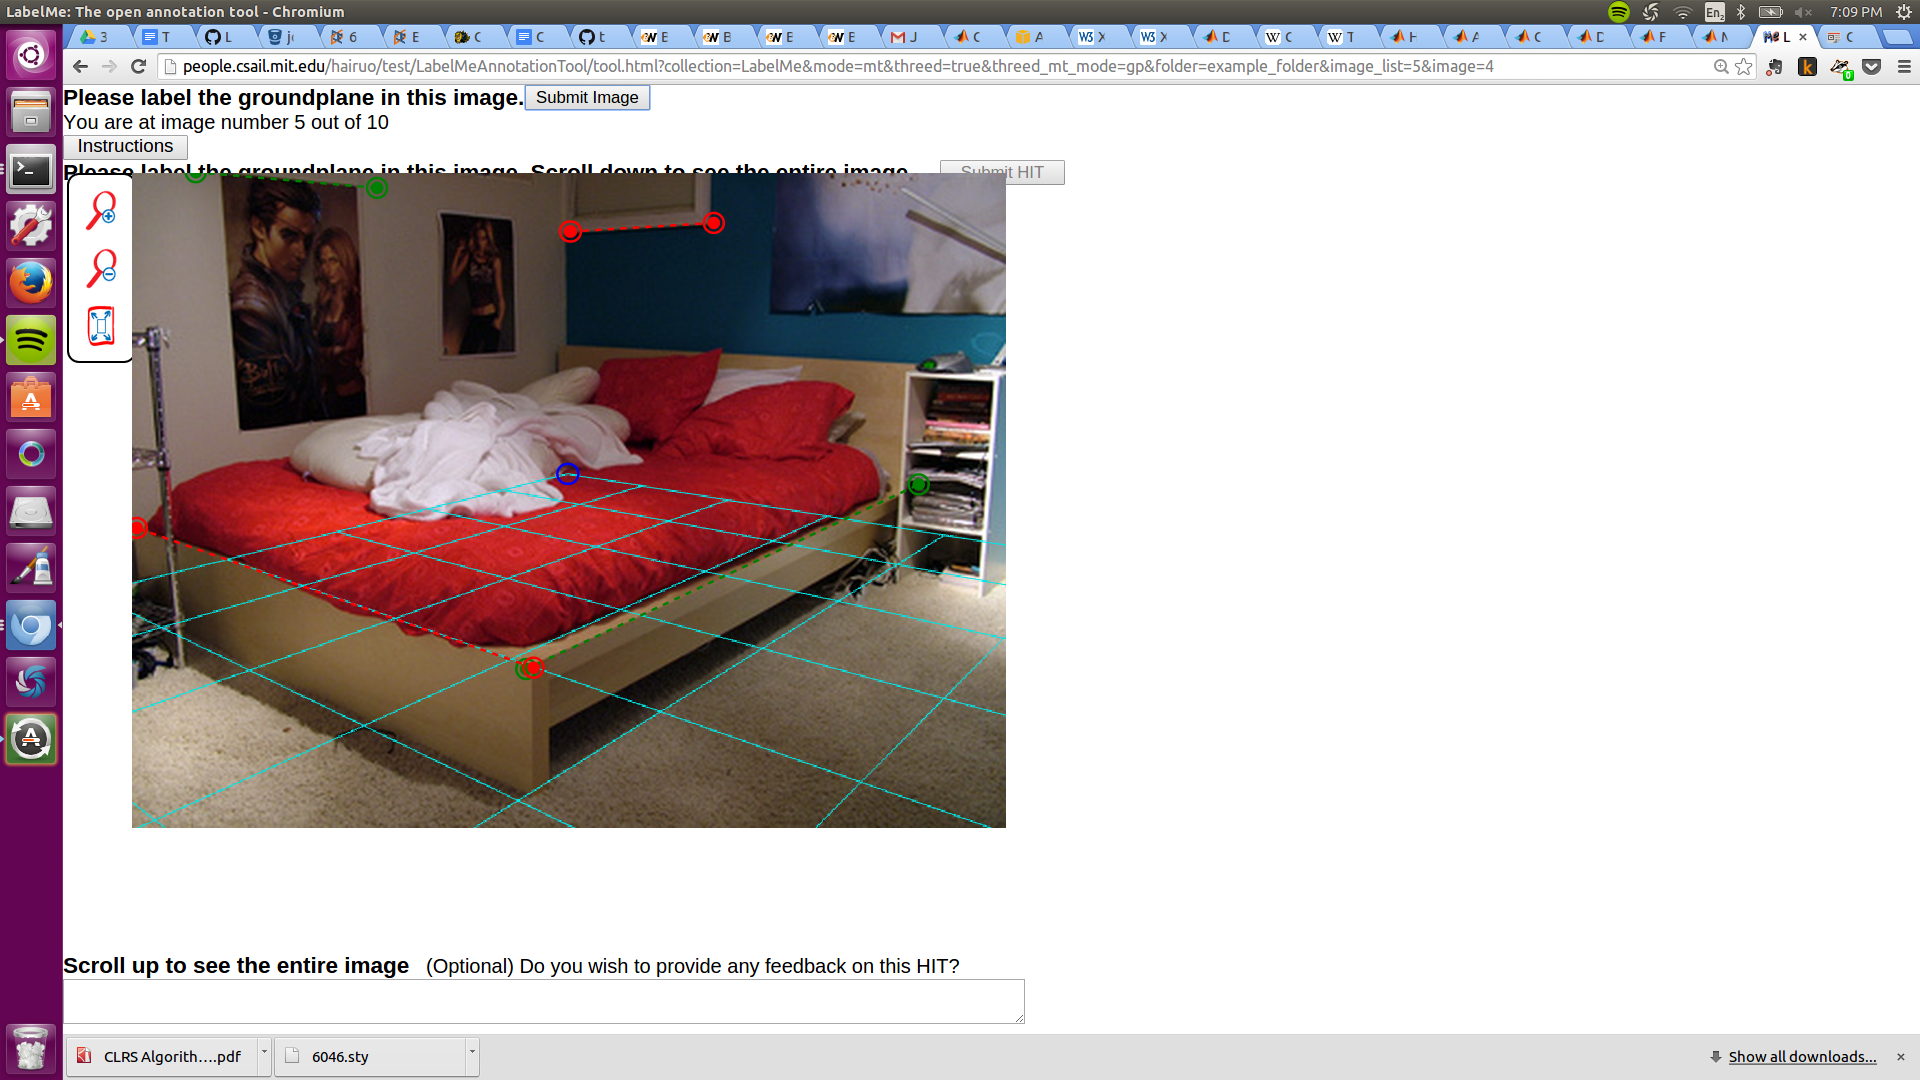 LabelMe: The open annotation tool - Chromium
En2
7:09 PM
3
T
L
6
E
C
C
t
E
B
E
E
J
C
A
W3 X
W3 X
D
W C
W T
H
A
C
D
F
L
C
people.csail.mit.edu/hairuo/test/LabelMeAnnotationTool/tool.html?collection=LabelMe&mode=mt&threed=true&threed_mt_mode=gp&folder=example_folder&image_list=5&image=4
k
0
Please label the groundplane in this image.
Submit Image
You are at image number 5 out of 10
Instructions
Please label the groundplane in this image. Scroll down to see the entire image.
Submit HIT
Scroll up to see the entire image (Optional) Do you wish to provide any feedback on this HIT?
CLRS Algorith....pdf
6046.sty
Show all downloads...